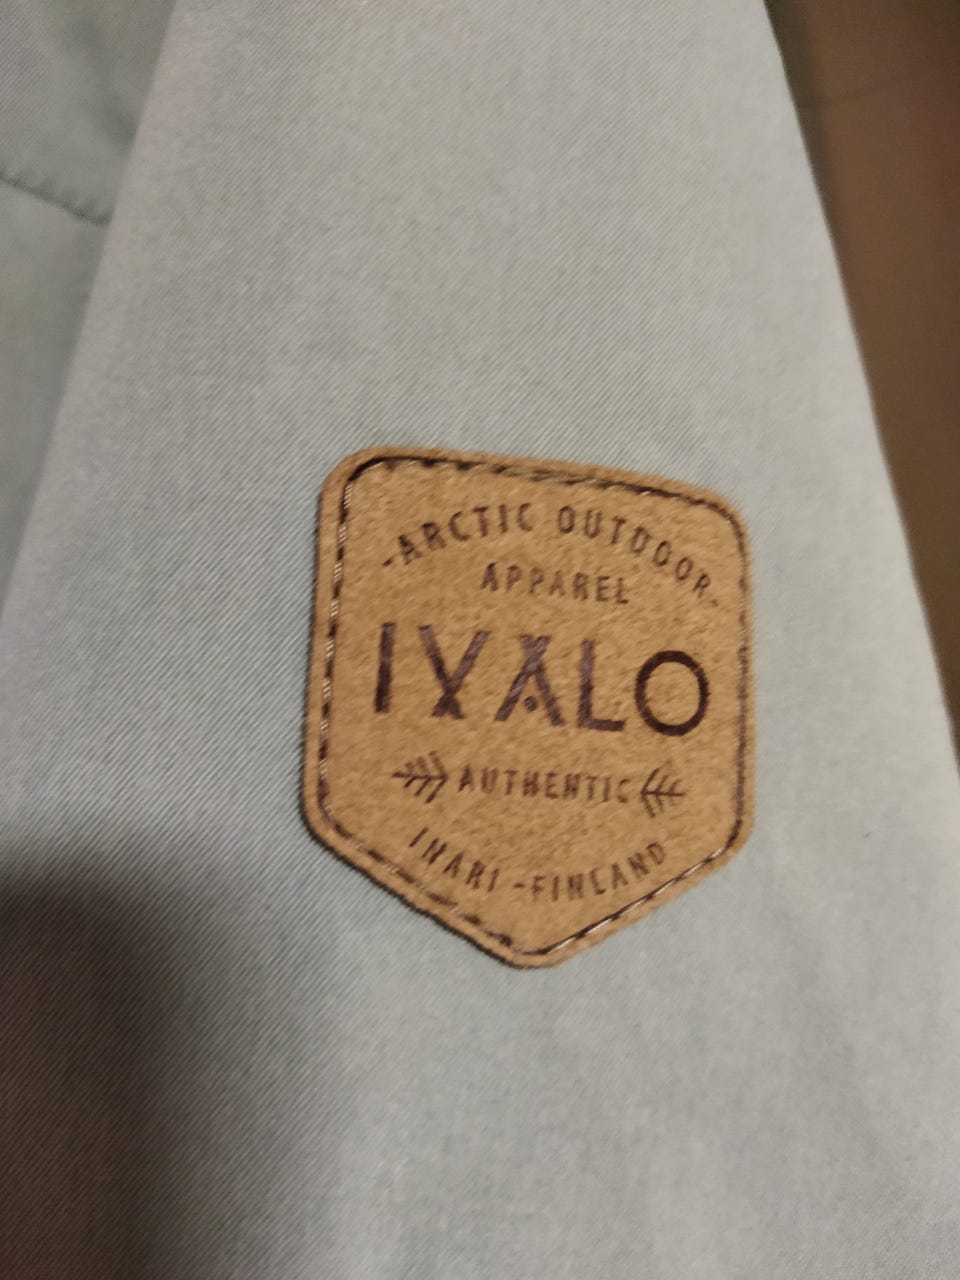 -ARCTIC OUTDOOR-
APPAREL
IVALO
AUTHENTIC
INARI -FINLAND